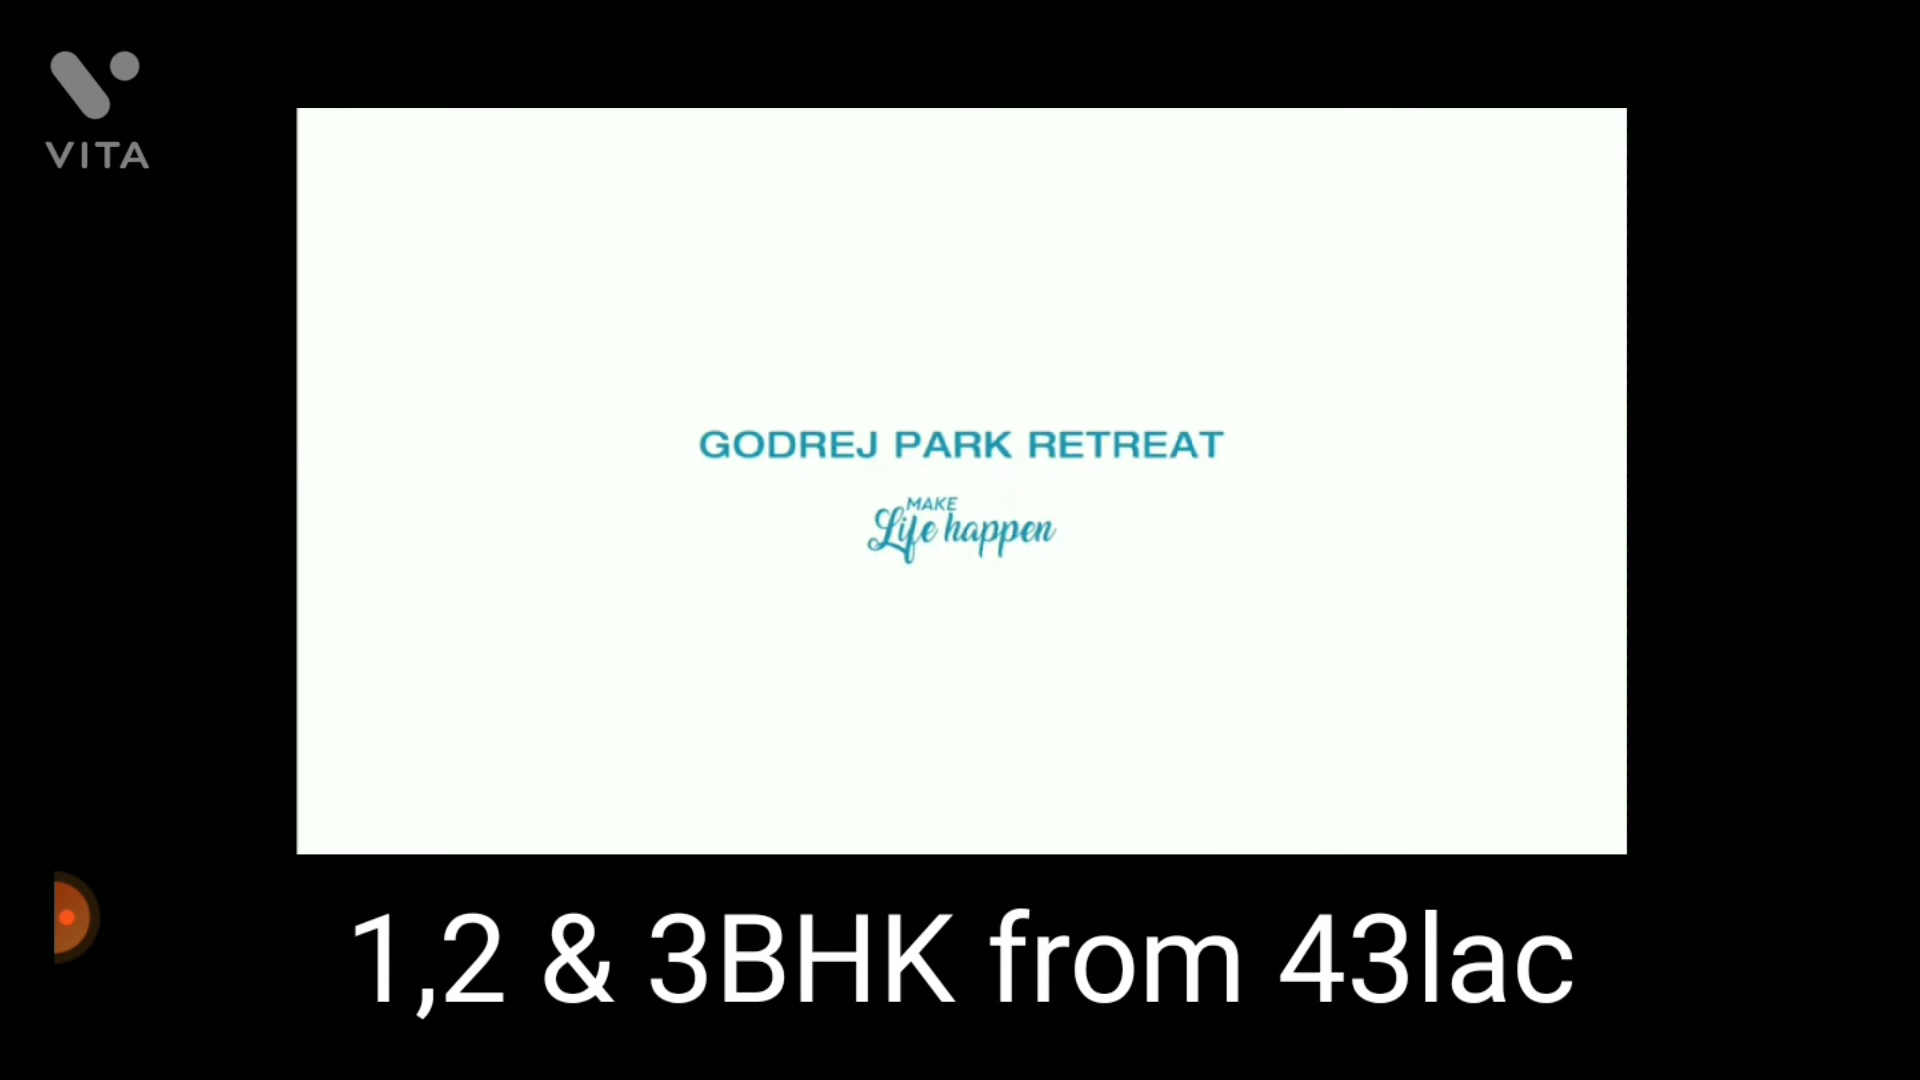 VITA
GODREJ PARK RETREAT
MAKE
Life happen
1,2 & 3BHK from 43lac